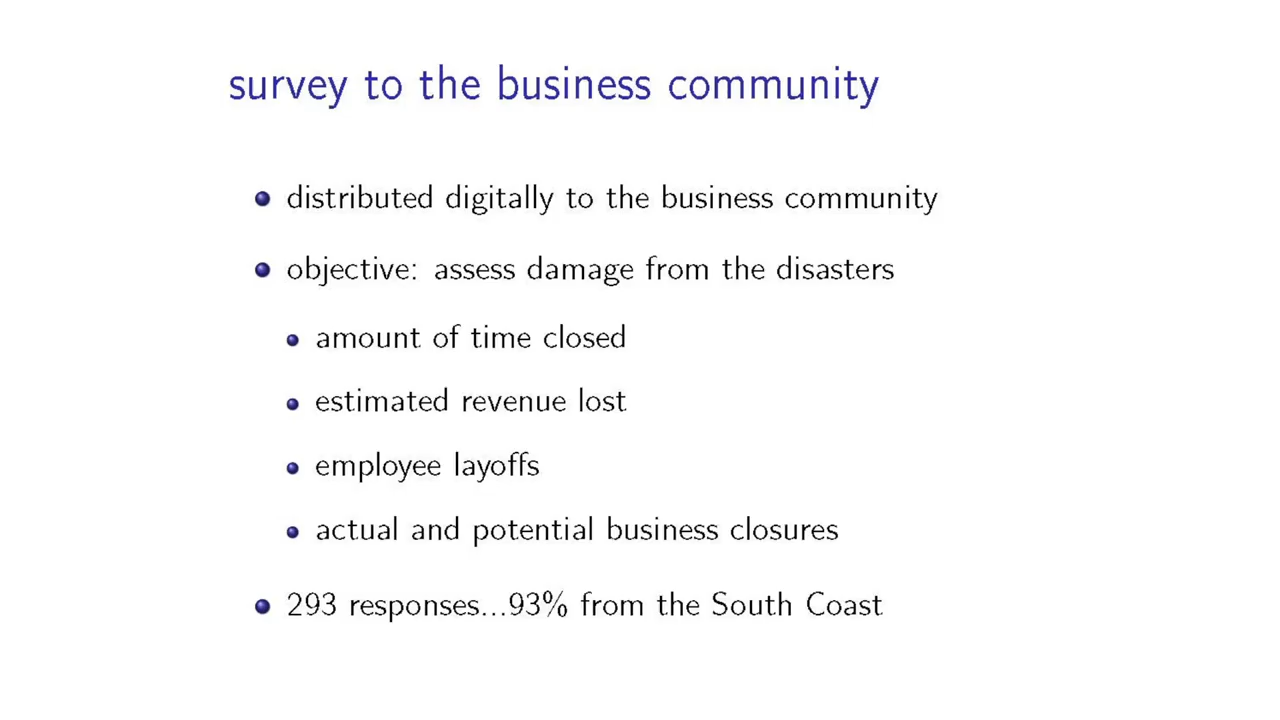 survey to the business community
distributed digitally to the business community
objective: assess damage from the disasters
amount of time closed
estimated revenue lost
employee layoffs
actual and potential business closures
293 responses...93% from the South Coast